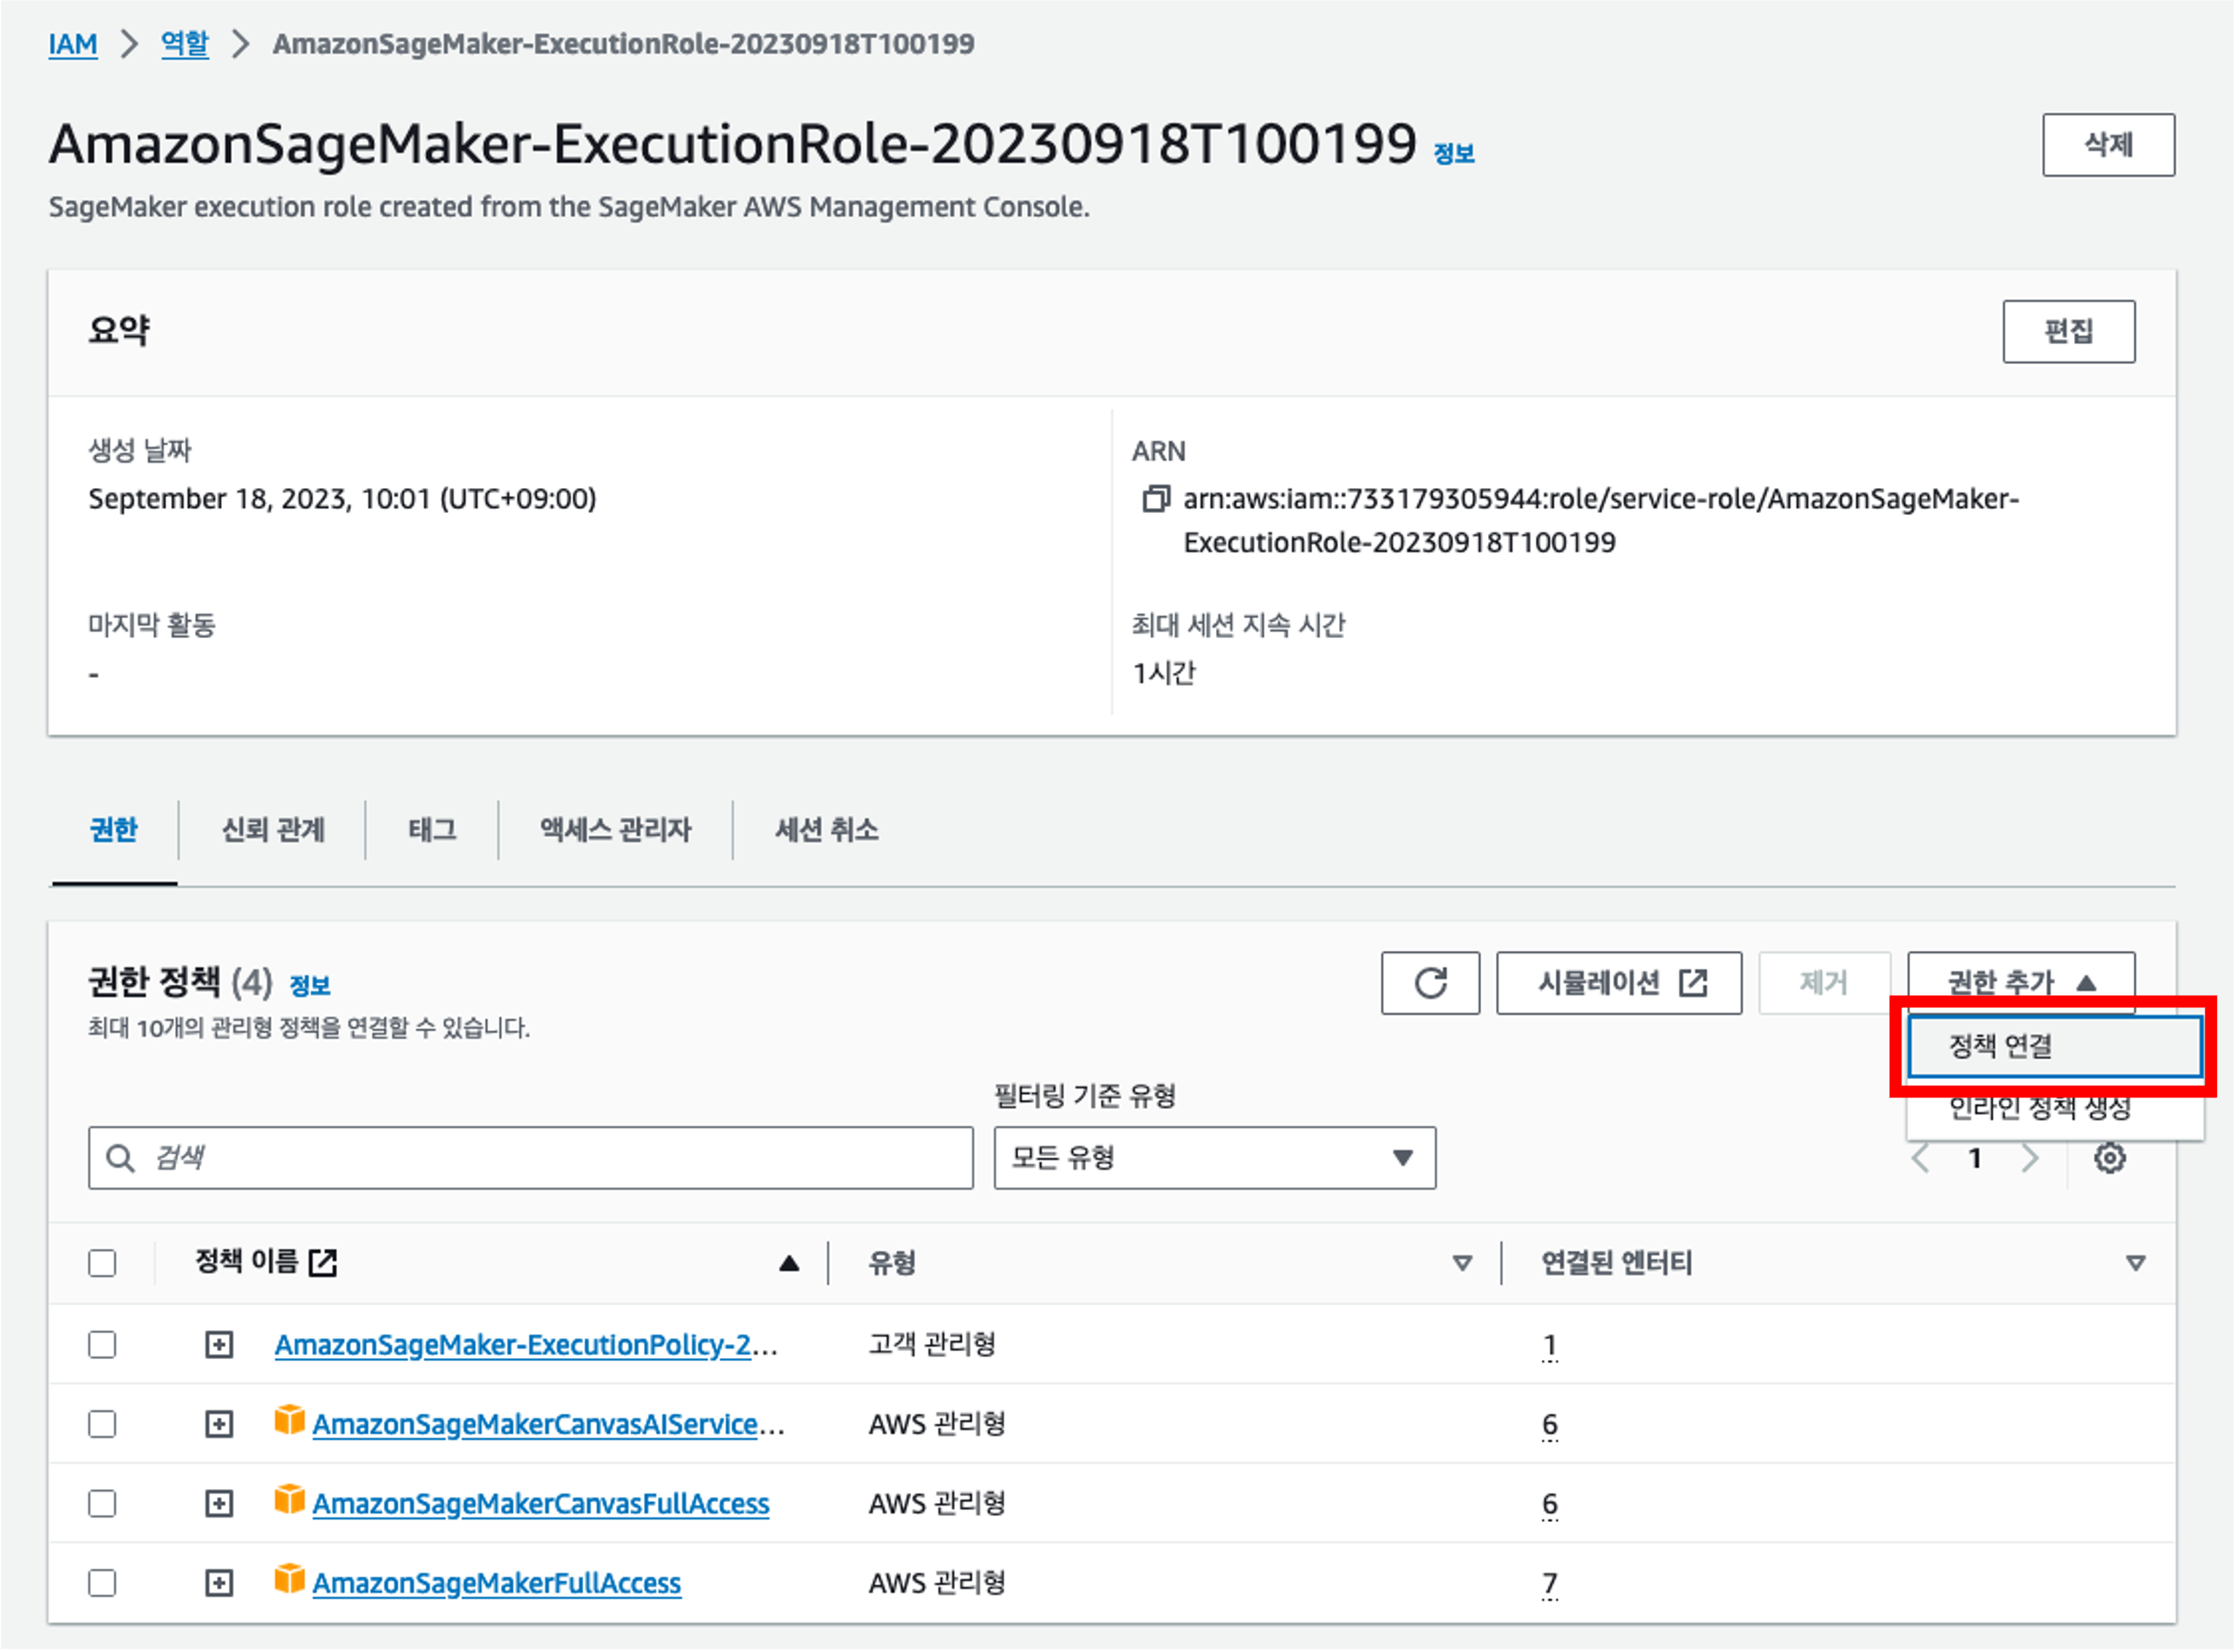 IAM > 역할 > AmazonSageMaker-ExecutionRole-20230918T100199
AmazonSageMaker-ExecutionRole-20230918T100199 정보
삭제
SageMaker execution role created from the SageMaker AWS Management Console.
요약
편집
생성 날짜
September 18, 2023, 10:01 (UTC+09:00)
ARN
arn:aws:iam::733179305944:role/service-role/AmazonSageMaker-
ExecutionRole-20230918T100199
마지막 활동
-
최대 세션 지속 시간
1시간
권한 신뢰 관계 태그 액세스 관리자 세션 취소
권한 정책 (4) 정보
시뮬레이션 제거 권한 추가
최대 10개의 관리형 정책을 연결할 수 있습니다.
정책 연결
인라인 정책 생성
필터링 기준 유형
검색 모든 유형 1
정책 이름 유형 연결된 엔터티
AmazonSageMaker-ExecutionPolicy-2... 고객 관리형 1
AmazonSageMakerCanvasAIService... AWS 관리형 6
AmazonSageMakerCanvasFullAccess AWS 관리형 6
AmazonSageMakerFullAccess AWS 관리형 7